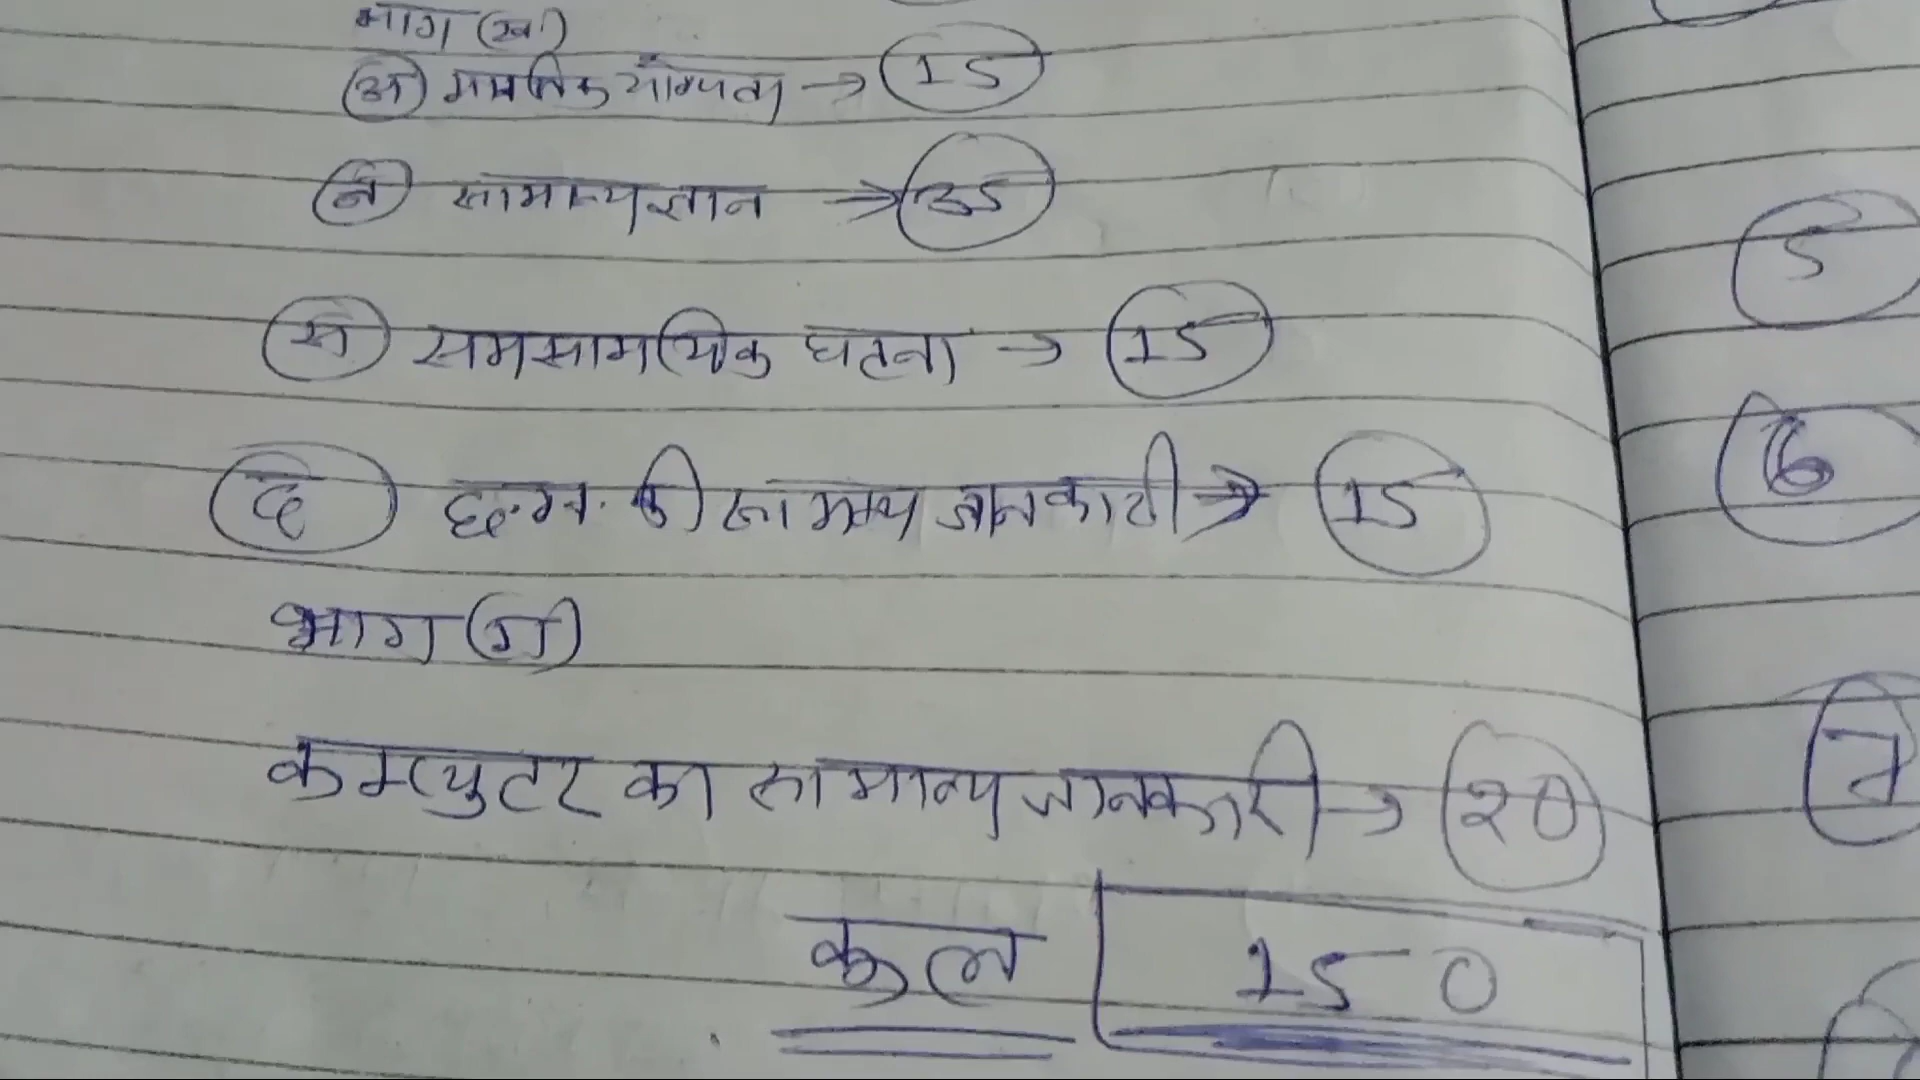 भाग (ख)
(अ) मानसिक योग्यता → 15
(ब) सामान्य ज्ञान → 35
(स) समसामयिक घटना → 15
(द) छ.ग. की सामान्य जानकारी → 15
भाग (ग)
कम्प्युटर का सामान्य जानकारी → 20
कुल 150
5
6
7